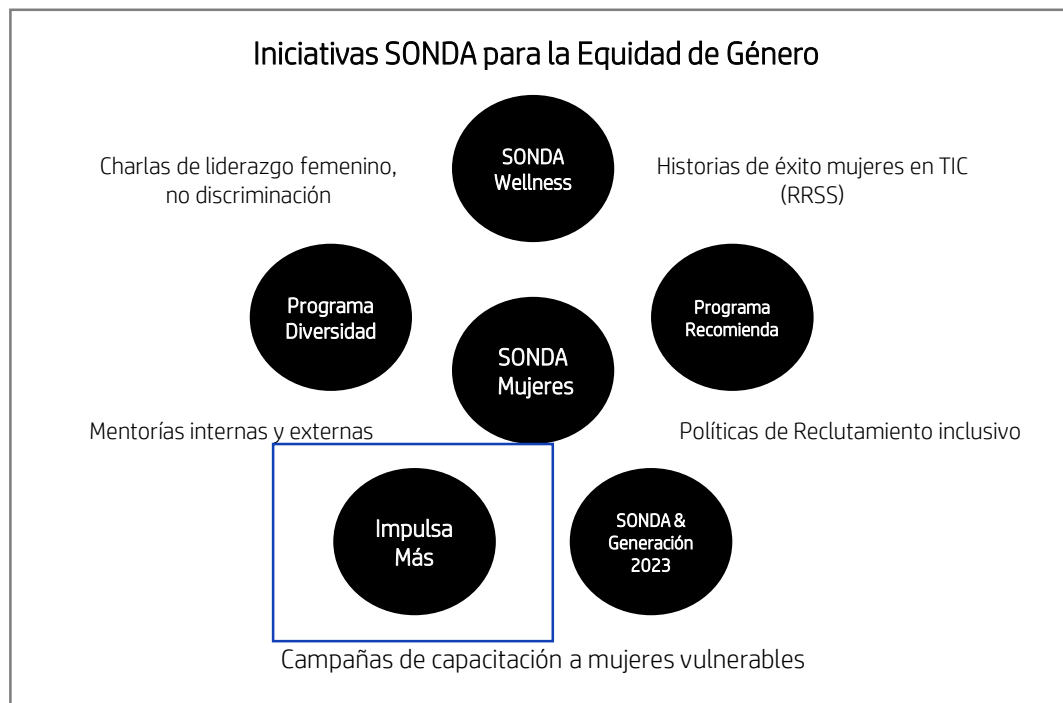 Iniciativas SONDA para la Equidad de Género
SONDA
Wellness
Charlas de liderazgo femenino,
no discriminación
Historias de éxito mujeres en TIC
(RRSS)
Programa
Diversidad
Programa
Recomienda
SONDA
Mujeres
Mentorías internas y externas
Políticas de Reclutamiento inclusivo
Impulsa
Más
SONDA &
Generación
2023
Campañas de capacitación a mujeres vulnerables